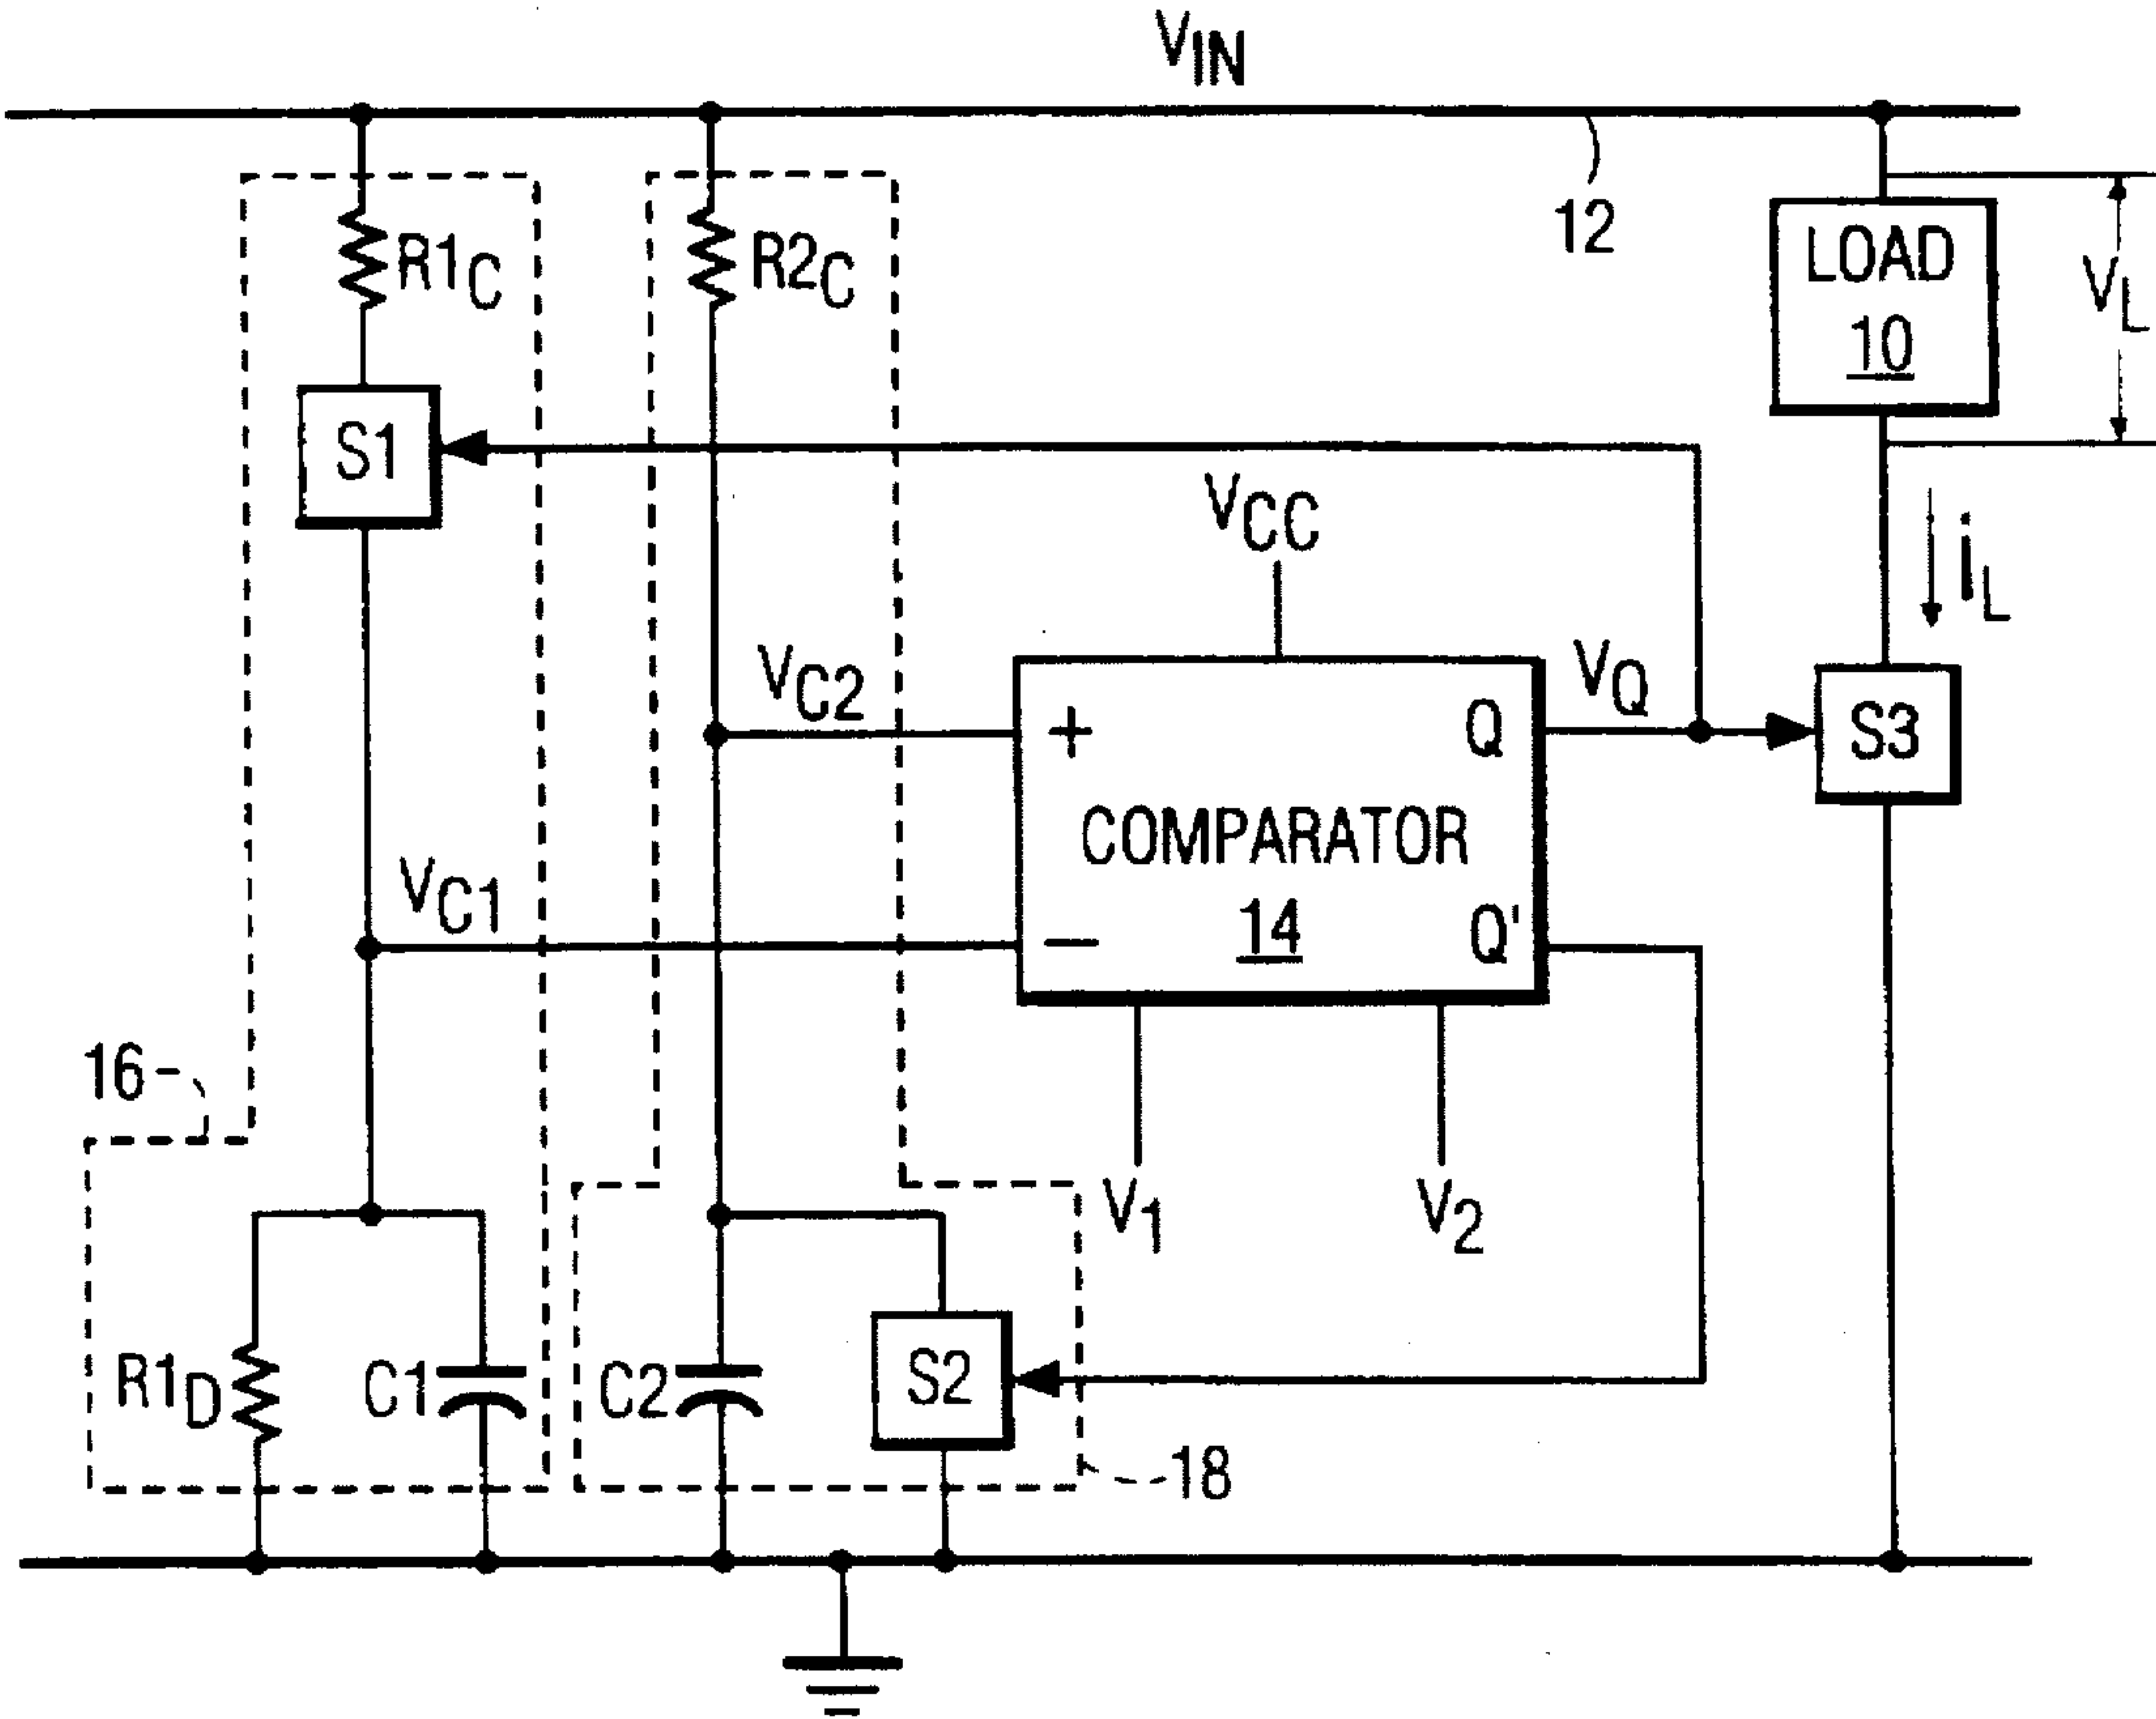 VIN
12
R1C
R2C
LOAD
10
VL
S1
VCC
iL
VC2
+
Q
VQ
S3
COMPARATOR
14
VC1
−
Q'
16
V1
V2
R1D
C1
C2
S2
18